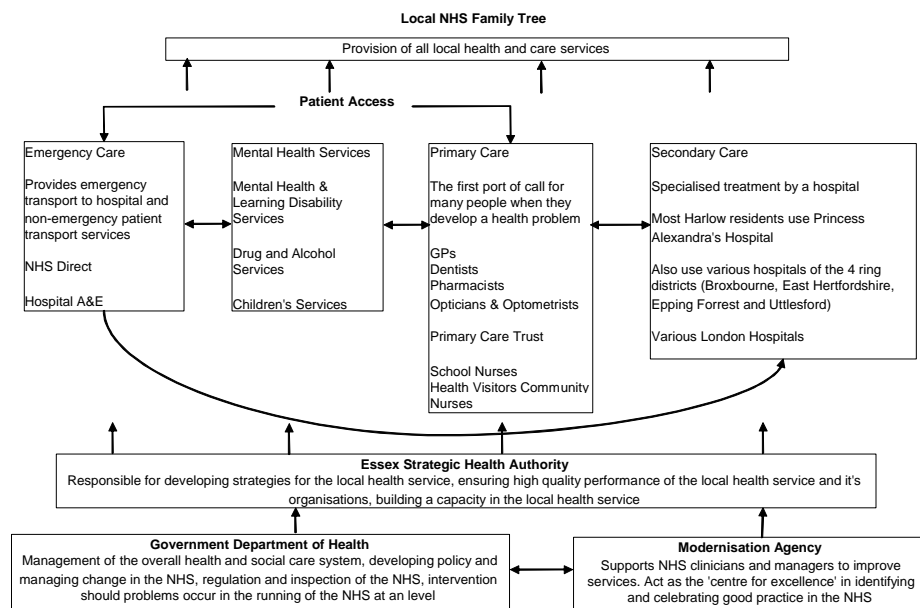 Local NHS Family Tree
Provision of all local health and care services
Patient Access
Emergency Care
Provides emergency
transport to hospital and
non-emergency patient
transport services
NHS Direct
Hospital A&E
Mental Health Services
Mental Health &
Learning Disability
Services
Drug and Alcohol
Services
Children's Services
Primary Care
The first port of call for
many people when they
develop a health problem
GPs
Dentists
Pharmacists
Opticians & Optometrists
Primary Care Trust
School Nurses
Health Visitors Community
Nurses
Secondary Care
Specialised treatment by a hospital
Most Harlow residents use Princess
Alexandra's Hospital
Also use various hospitals of the 4 ring
districts (Broxbourne, East Hertfordshire,
Epping Forrest and Uttlesford)
Various London Hospitals
Essex Strategic Health Authority
Responsible for developing strategies for the local health service, ensuring high quality performance of the local health service and it's
organisations, building a capacity in the local health service
Government Department of Health
Management of the overall health and social care system, developing policy and
managing change in the NHS, regulation and inspection of the NHS, intervention
should problems occur in the running of the NHS at an level
Modernisation Agency
Supports NHS clinicians and managers to improve
services. Act as the 'centre for excellence' in identifying
and celebrating good practice in the NHS